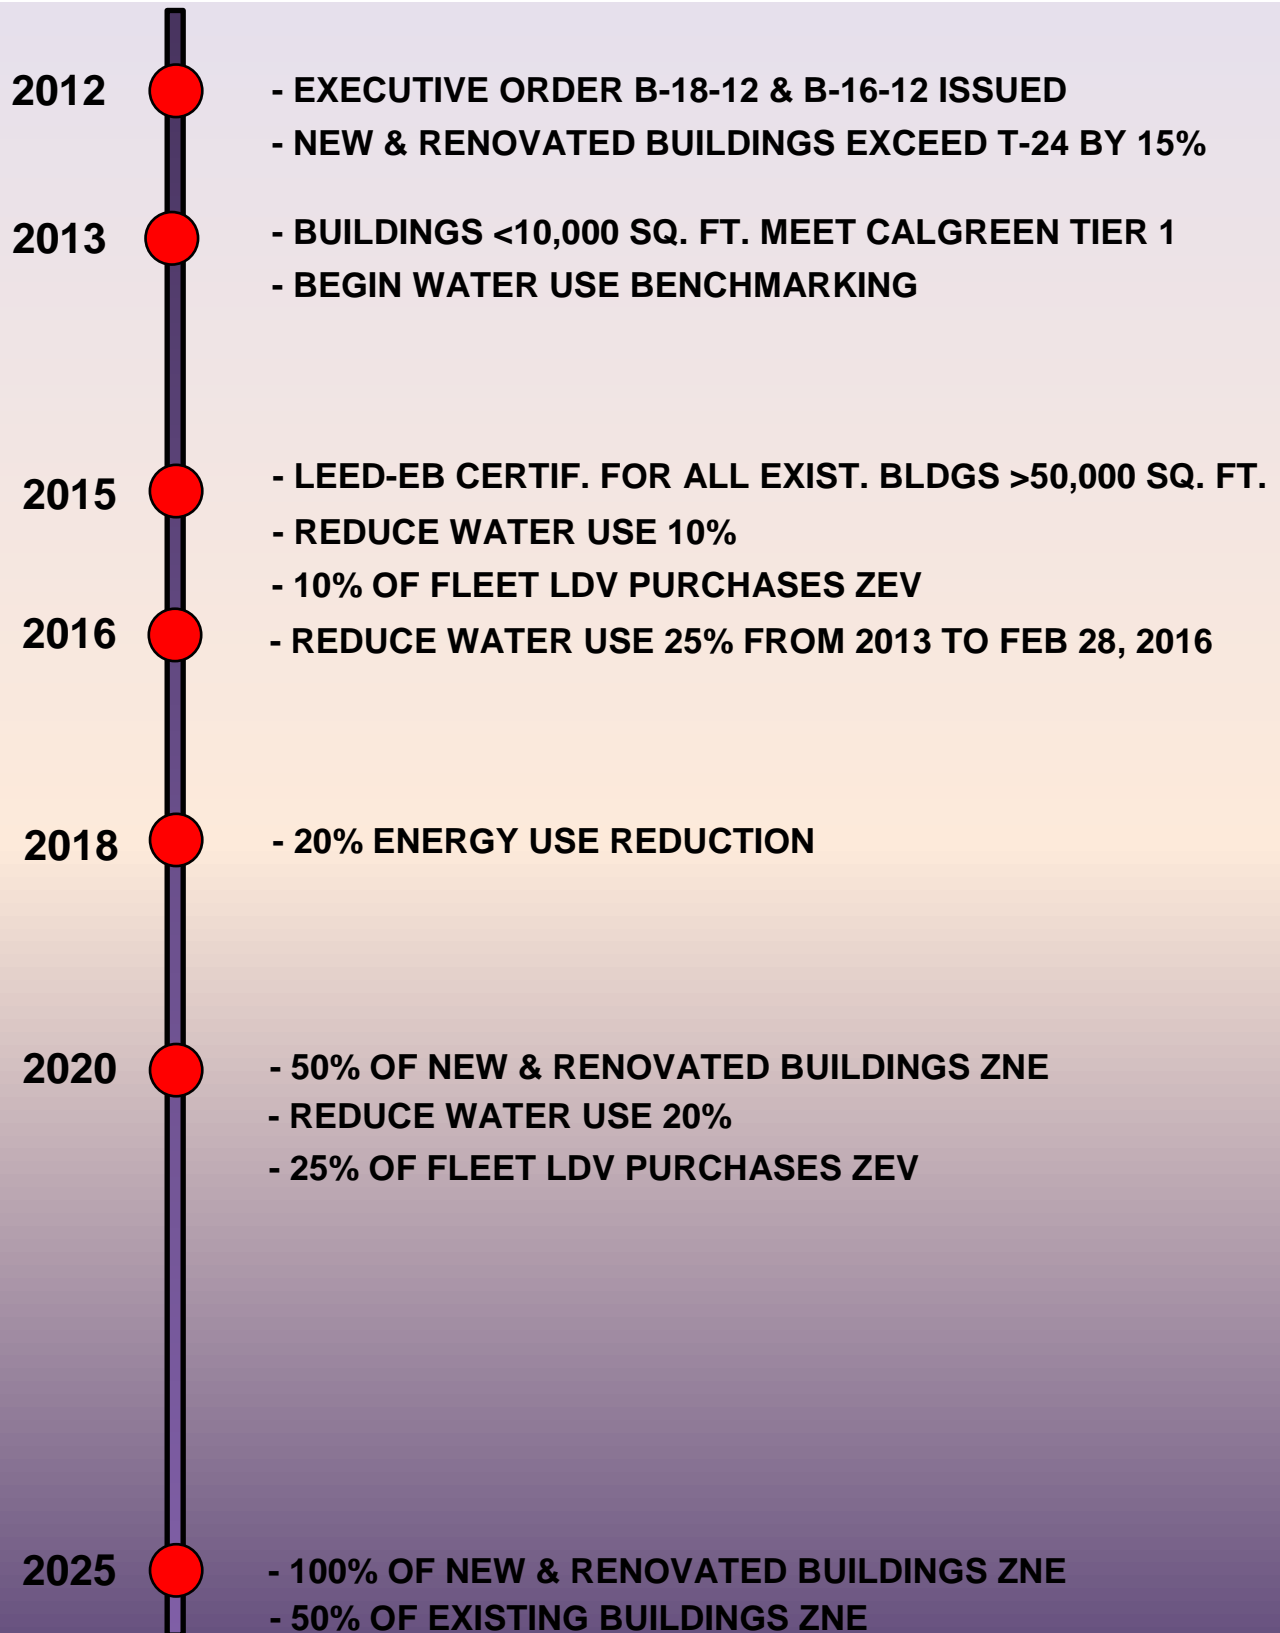 2012
- EXECUTIVE ORDER B-18-12 & B-16-12 ISSUED
- NEW & RENOVATED BUILDINGS EXCEED T-24 BY 15%
2013
- BUILDINGS <10,000 SQ. FT. MEET CALGREEN TIER 1
- BEGIN WATER USE BENCHMARKING
2015
- LEED-EB CERTIF. FOR ALL EXIST. BLDGS >50,000 SQ. FT.
- REDUCE WATER USE 10%
- 10% OF FLEET LDV PURCHASES ZEV
2016
- REDUCE WATER USE 25% FROM 2013 TO FEB 28, 2016
2018
- 20% ENERGY USE REDUCTION
2020
- 50% OF NEW & RENOVATED BUILDINGS ZNE
- REDUCE WATER USE 20%
- 25% OF FLEET LDV PURCHASES ZEV
2025
- 100% OF NEW & RENOVATED BUILDINGS ZNE
- 50% OF EXISTING BUILDINGS ZNE